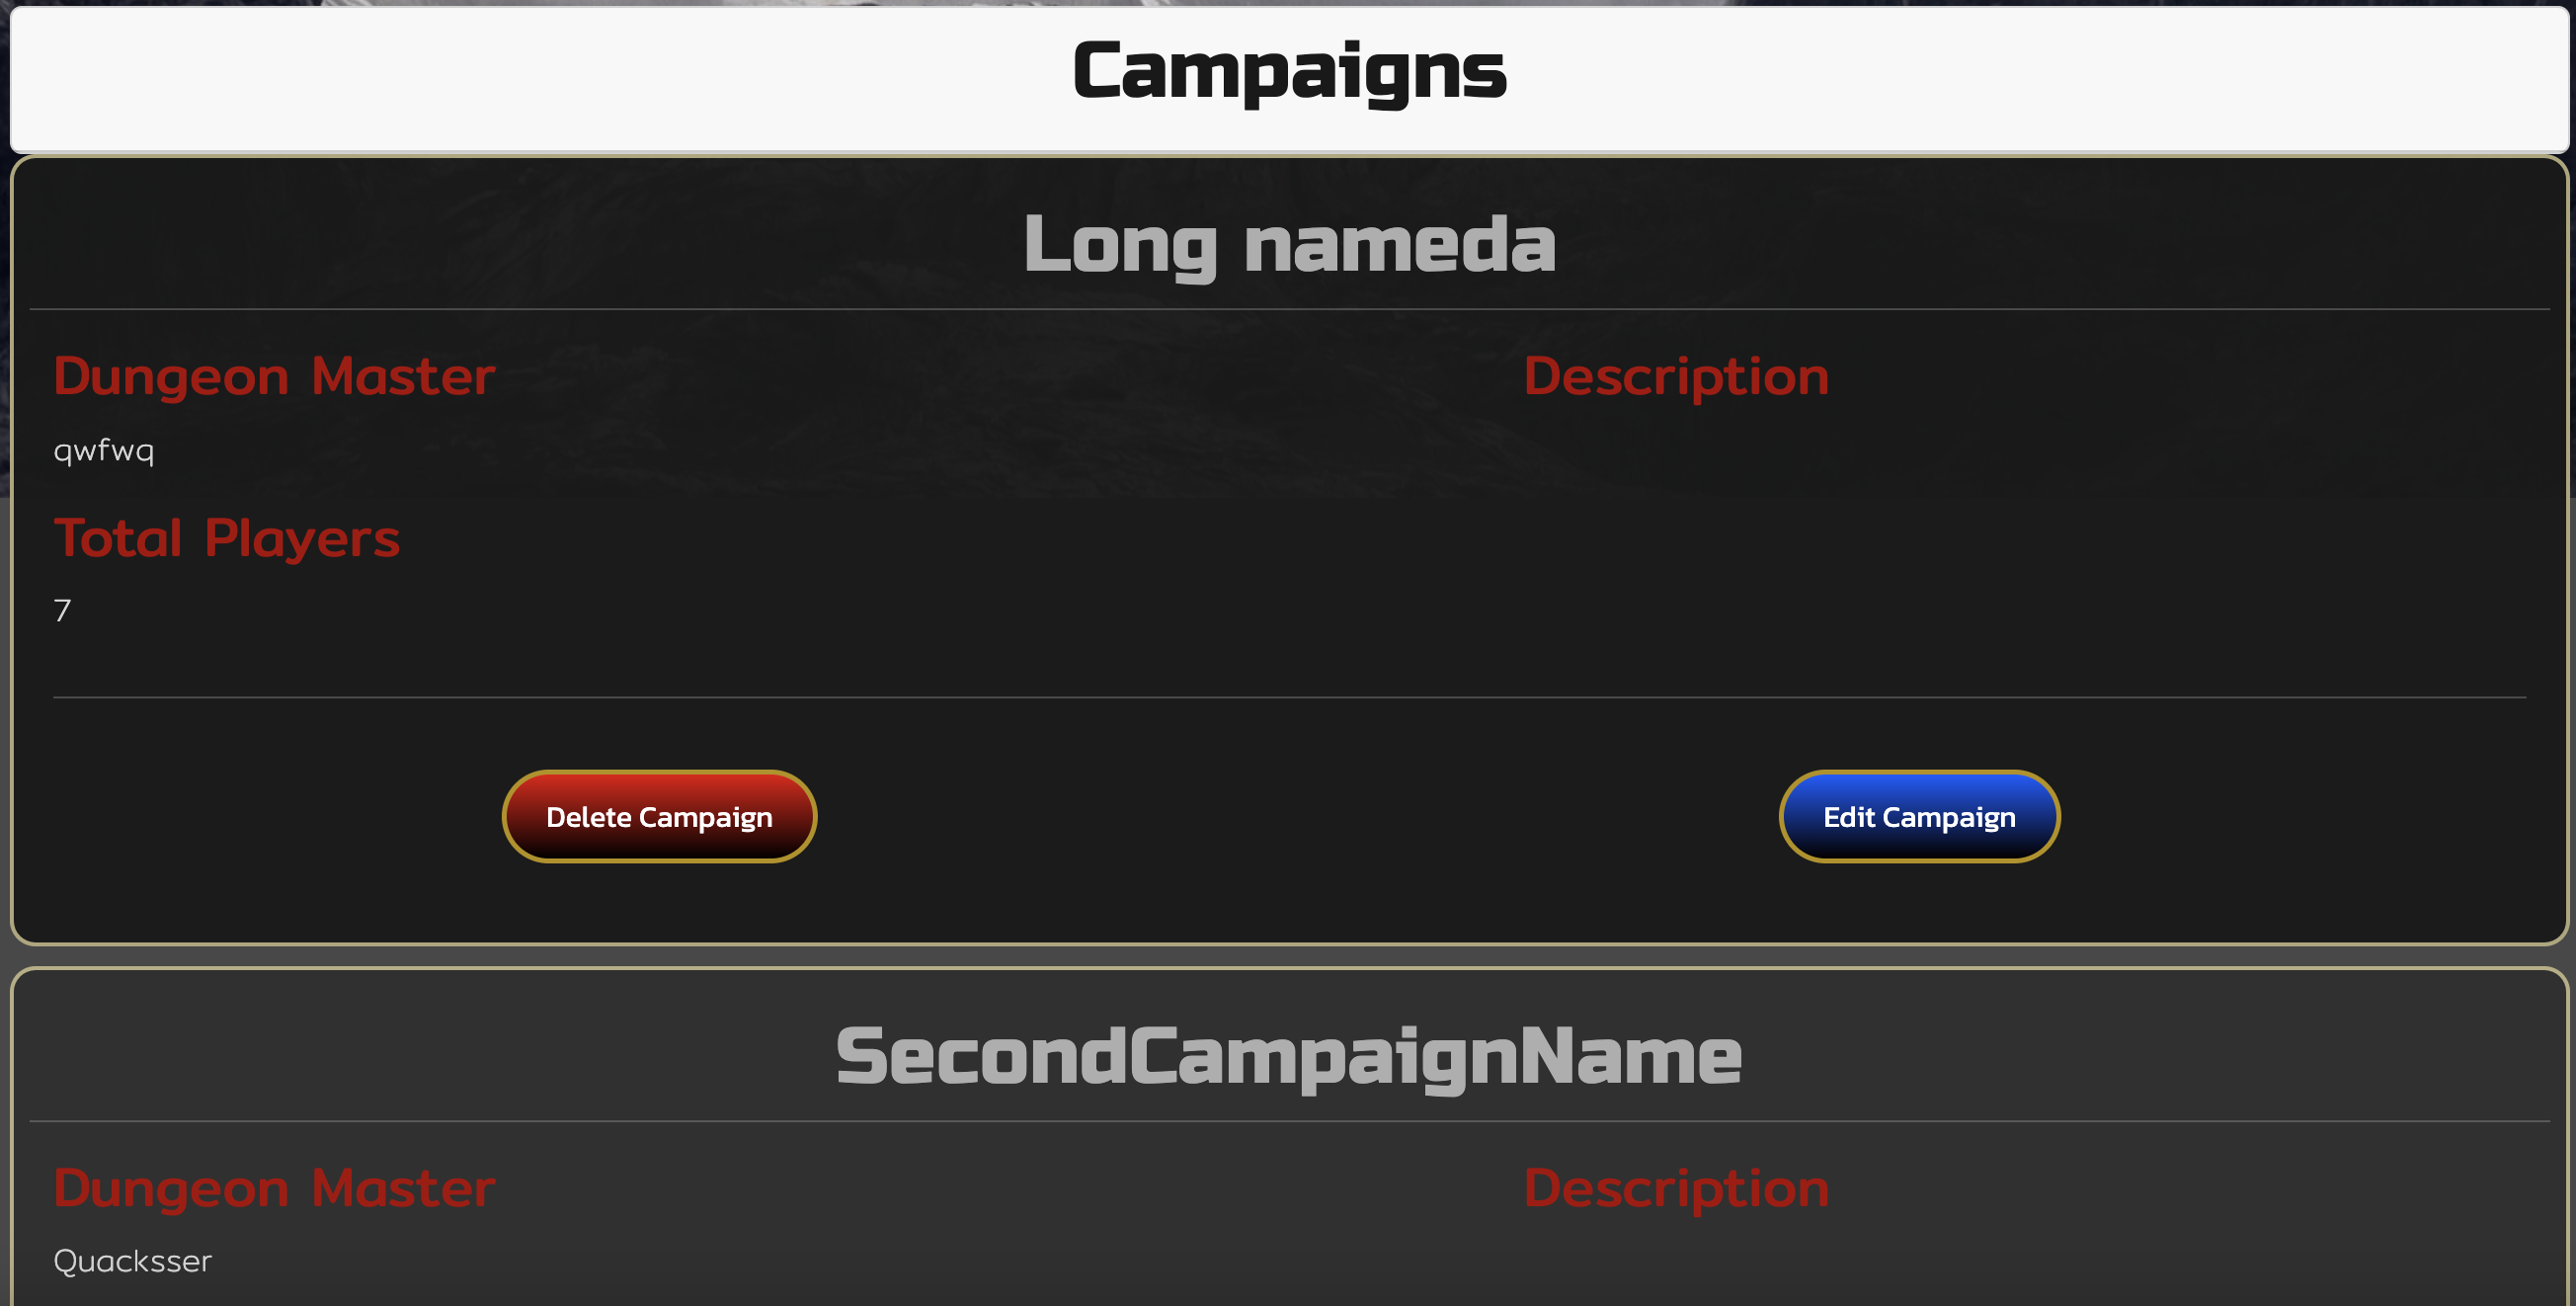 Campaigns
Long nameda
Dungeon Master
Description
qwfwq
Total Players
7
Delete Campaign
Edit Campaign
SecondCampaignName
Dungeon Master
Description
Quacksser